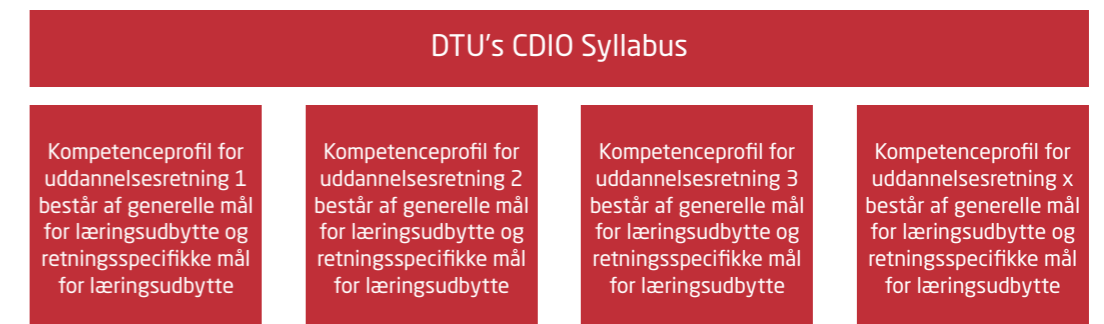 DTU's CDIO Syllabus
Kompetenceprofil for
uddannelsesretning 1
består af generelle mål
for læringsudbytte og
retningsspecifikke mål
for læringsudbytte
Kompetenceprofil for
uddannelsesretning 2
består af generelle mål
for læringsudbytte og
retningsspecifikke mål
for læringsudbytte
Kompetenceprofil for
uddannelsesretning 3
består af generelle mål
for læringsudbytte og
retningsspecifikke mål
for læringsudbytte
Kompetenceprofil for
uddannelsesretning x
består af generelle mål
for læringsudbytte og
retningsspecifikke mål
for læringsudbytte